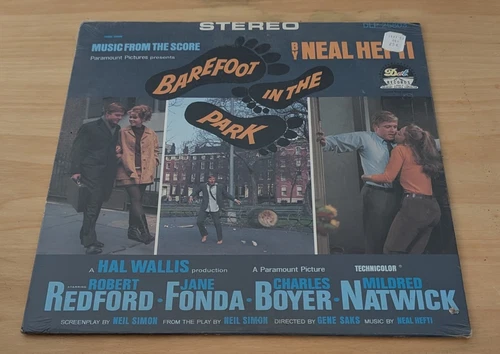 STEREO
MUSIC FROM THE SCORE
BY NEAL HEFTI
Paramount Pictures presents
BAREFOOT
IN THE
PARK
Dot
RECORDS
A HAL WALLIS production
A Paramount Picture
TECHNICOLOR®
STARRING ROBERT REDFORD • JANE FONDA • CHARLES BOYER • MILDRED NATWICK
SCREENPLAY BY NEIL SIMON FROM THE PLAY BY NEIL SIMON DIRECTED BY GENE SAKS MUSIC BY NEAL HEFTI